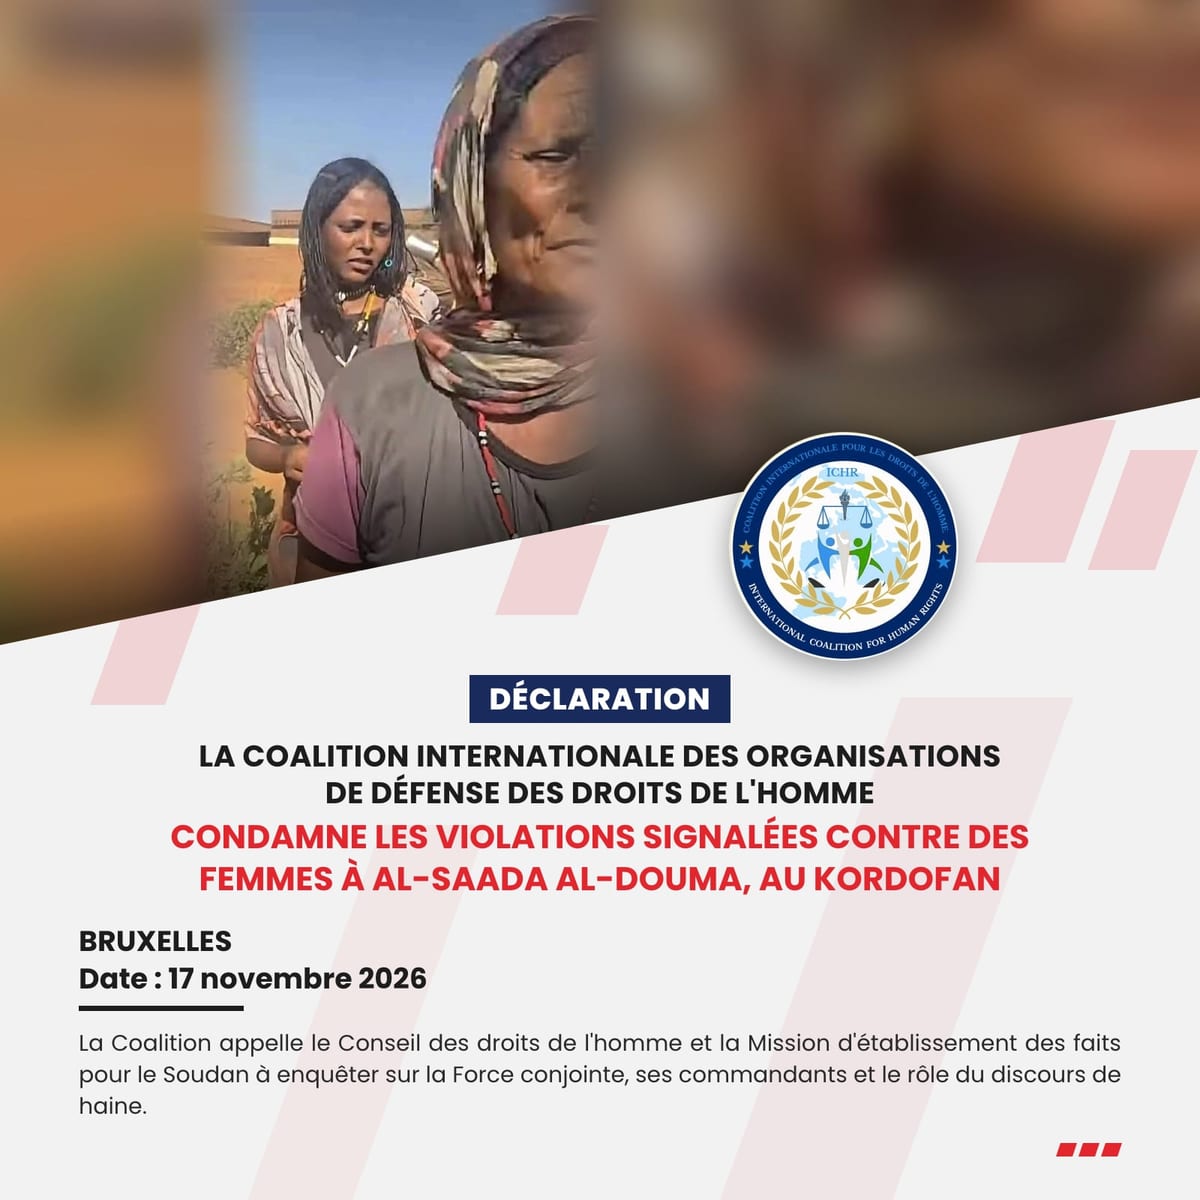 COALITION INTERNATIONALE POUR LES DROITS DE L'HOMME
ICHR
INTERNATIONAL COALITION FOR HUMAN RIGHTS
DÉCLARATION
LA COALITION INTERNATIONALE DES ORGANISATIONS
DE DÉFENSE DES DROITS DE L'HOMME
CONDAMNE LES VIOLATIONS SIGNALÉES CONTRE DES
FEMMES À AL-SAADA AL-DOUMA, AU KORDOFAN
BRUXELLES
Date : 17 novembre 2026
La Coalition appelle le Conseil des droits de l'homme et la Mission d'établissement des faits
pour le Soudan à enquêter sur la Force conjointe, ses commandants et le rôle du discours de
haine.